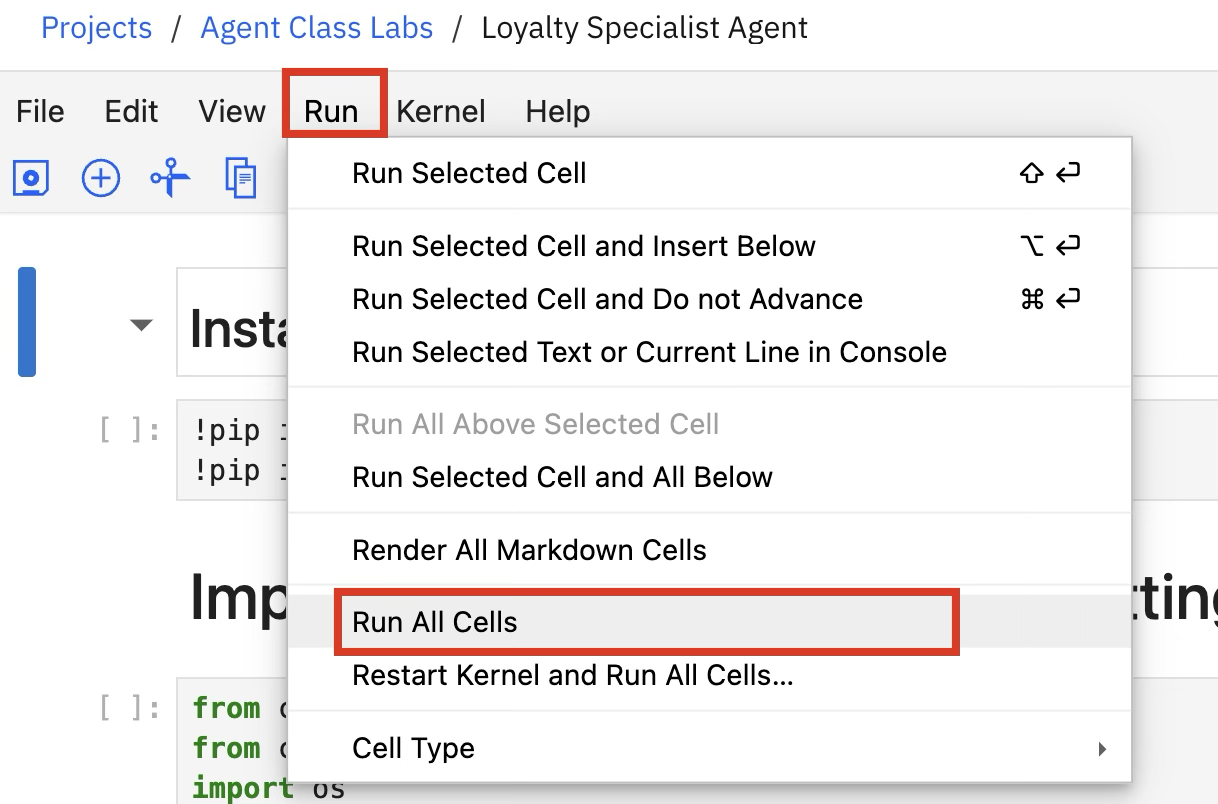 Projects / Agent Class Labs / Loyalty Specialist Agent
File Edit View Run Kernel Help
Run Selected Cell ⇧ ⏎
Run Selected Cell and Insert Below ⌥ ⏎
Run Selected Cell and Do not Advance ⌘ ⏎
Run Selected Text or Current Line in Console
Run All Above Selected Cell
Run Selected Cell and All Below
Render All Markdown Cells
Run All Cells
Restart Kernel and Run All Cells...
Cell Type
[ ]: !pip
!pip
[ ]: from
from
import os